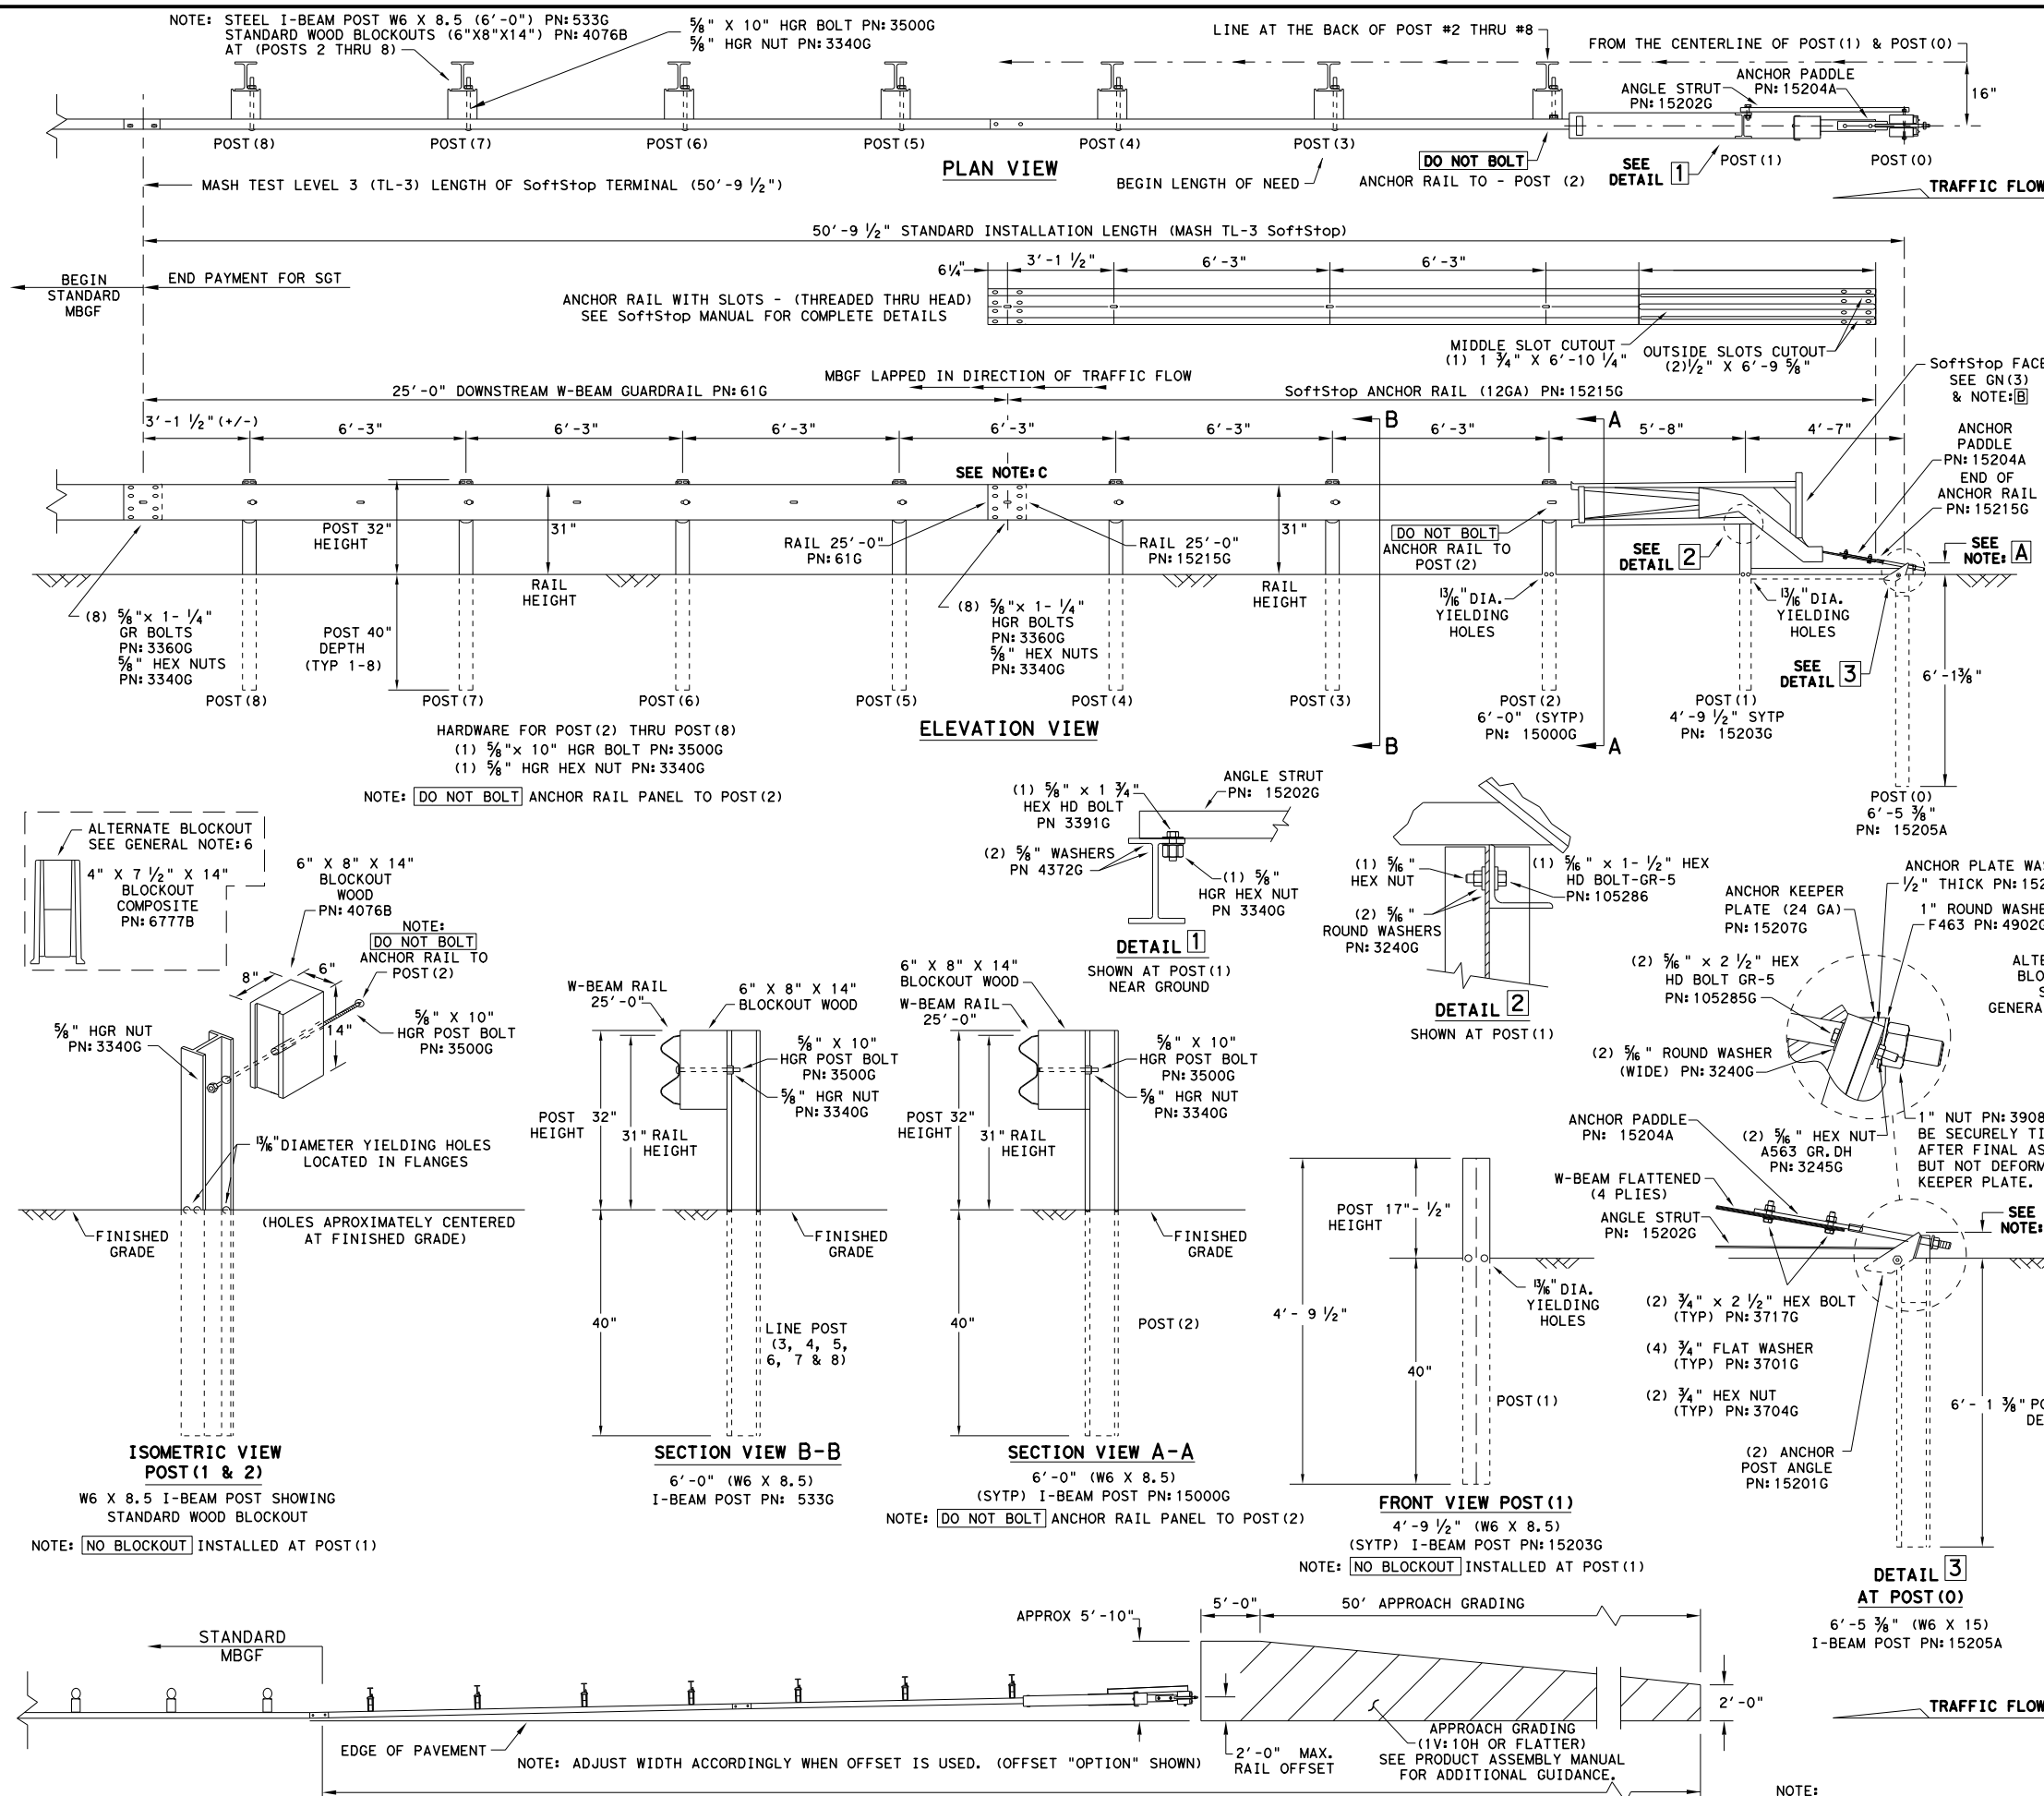 NOTE: STEEL I-BEAM POST W6 X 8.5 (6'-0") PN:533G
STANDARD WOOD BLOCKOUTS (6"X8"X14") PN:4076B
AT (POSTS 2 THRU 8)
⅝" X 10" HGR BOLT PN:3500G
⅝" HGR NUT PN:3340G
LINE AT THE BACK OF POST #2 THRU #8
FROM THE CENTERLINE OF POST(1) & POST(0)
ANCHOR PADDLE
PN:15204A
ANGLE STRUT
PN:15202G
16"
POST(8)
POST(7)
POST(6)
POST(5)
POST(4)
POST(3)
POST(1)
POST(0)
PLAN VIEW
DO NOT BOLT
ANCHOR RAIL TO - POST (2)
SEE
DETAIL 1
BEGIN LENGTH OF NEED
MASH TEST LEVEL 3 (TL-3) LENGTH OF SoftStop TERMINAL (50'-9 ½")
TRAFFIC FLOW
50'-9 ½" STANDARD INSTALLATION LENGTH (MASH TL-3 SoftStop)
BEGIN
STANDARD
MBGF
END PAYMENT FOR SGT
6¼"
3'-1 ½"
6'-3"
6'-3"
ANCHOR RAIL WITH SLOTS - (THREADED THRU HEAD)
SEE SoftStop MANUAL FOR COMPLETE DETAILS
MIDDLE SLOT CUTOUT
(1) 1 ¾" X 6'-10 ¼"
OUTSIDE SLOTS CUTOUT
(2)½" X 6'-9 ⅝"
MBGF LAPPED IN DIRECTION OF TRAFFIC FLOW
25'-0" DOWNSTREAM W-BEAM GUARDRAIL PN:61G
SoftStop ANCHOR RAIL (12GA) PN:15215G
SoftStop FACE
SEE GN(3)
& NOTE:B
3'-1 ½"(+/-)
6'-3"
6'-3"
6'-3"
6'-3"
6'-3"
6'-3"
5'-8"
4'-7"
B
A
ANCHOR
PADDLE
PN:15204A
END OF
ANCHOR RAIL
PN:15215G
SEE NOTE:C
POST 32"
HEIGHT
31"
RAIL
HEIGHT
RAIL 25'-0"
PN:61G
RAIL 25'-0"
PN:15215G
31"
RAIL
HEIGHT
DO NOT BOLT
ANCHOR RAIL TO
POST(2)
SEE
DETAIL 2
SEE
NOTE: A
(8) ⅝"x 1- ¼"
GR BOLTS
PN:3360G
⅝" HEX NUTS
PN:3340G
POST 40"
DEPTH
(TYP 1-8)
(8) ⅝"x 1- ¼"
HGR BOLTS
PN:3360G
⅝" HEX NUTS
PN:3340G
13/16" DIA.
YIELDING
HOLES
13/16" DIA.
YIELDING
HOLES
SEE
DETAIL 3
6'-1⅜"
POST(8)
POST(7)
POST(6)
POST(5)
POST(4)
POST(3)
POST(2)
6'-0" (SYTP)
PN: 15000G
POST(1)
4'-9 ½" SYTP
PN: 15203G
HARDWARE FOR POST(2) THRU POST(8)
(1) ⅝"x 10" HGR BOLT PN:3500G
(1) ⅝" HGR HEX NUT PN:3340G
ELEVATION VIEW
B
A
NOTE: DO NOT BOLT ANCHOR RAIL PANEL TO POST(2)
POST(0)
6'-5 ⅜"
PN: 15205A
ALTERNATE BLOCKOUT
SEE GENERAL NOTE:6
4" X 7 ½" X 14"
BLOCKOUT
COMPOSITE
PN:6777B
6" X 8" X 14"
BLOCKOUT
WOOD
PN:4076B
NOTE:
DO NOT BOLT
ANCHOR RAIL TO
POST(2)
8"
6"
14"
⅝" HGR NUT
PN:3340G
⅝" X 10"
HGR POST BOLT
PN:3500G
13/16"DIAMETER YIELDING HOLES
LOCATED IN FLANGES
FINISHED
GRADE
(HOLES APROXIMATELY CENTERED
AT FINISHED GRADE)
ISOMETRIC VIEW
POST(1 & 2)
W6 X 8.5 I-BEAM POST SHOWING
STANDARD WOOD BLOCKOUT
NOTE: NO BLOCKOUT INSTALLED AT POST(1)
(1) ⅝" x 1 ¾"
HEX HD BOLT
PN 3391G
ANGLE STRUT
PN: 15202G
(2) ⅝" WASHERS
PN 4372G
(1) ⅝"
HGR HEX NUT
PN 3340G
DETAIL 1
SHOWN AT POST(1)
NEAR GROUND
(1) 5/16"
HEX NUT
(1) 5/16" x 1- ½" HEX
HD BOLT-GR-5
PN:105286
(2) 5/16"
ROUND WASHERS
PN:3240G
DETAIL 2
SHOWN AT POST(1)
ANCHOR PLATE WAS
½" THICK PN:152
ANCHOR KEEPER
PLATE (24 GA)
PN:15207G
1" ROUND WASHE
F463 PN:4902G
(2) 5/16" x 2 ½" HEX
HD BOLT GR-5
PN:105285G
ALTE
BLO
S
GENERA
(2) 5/16" ROUND WASHER
(WIDE) PN:3240G
ANCHOR PADDLE
PN: 15204A
(2) 5/16" HEX NUT
A563 GR.DH
PN:3245G
1" NUT PN:3908
BE SECURELY TI
AFTER FINAL AS
BUT NOT DEFORM
KEEPER PLATE.
W-BEAM FLATTENED
(4 PLIES)
ANGLE STRUT
PN: 15202G
SEE
NOTE:
(2) ¾" x 2 ½" HEX BOLT
(TYP) PN:3717G
(4) ¾" FLAT WASHER
(TYP) PN:3701G
(2) ¾" HEX NUT
(TYP) PN:3704G
6'- 1 ⅜" PO
DE
(2) ANCHOR
POST ANGLE
PN:15201G
DETAIL 3
AT POST(0)
6'-5 ⅜" (W6 X 15)
I-BEAM POST PN:15205A
W-BEAM RAIL
25'-0"
6" X 8" X 14"
BLOCKOUT WOOD
⅝" X 10"
HGR POST BOLT
PN:3500G
⅝" HGR NUT
PN:3340G
POST 32"
HEIGHT
31" RAIL
HEIGHT
FINISHED
GRADE
40"
LINE POST
(3, 4, 5,
6, 7 & 8)
SECTION VIEW B-B
6'-0" (W6 X 8.5)
I-BEAM POST PN: 533G
6" X 8" X 14"
BLOCKOUT WOOD
W-BEAM RAIL
25'-0"
⅝" X 10"
HGR POST BOLT
PN:3500G
⅝" HGR NUT
PN:3340G
POST 32"
HEIGHT
31" RAIL
HEIGHT
FINISHED
GRADE
40"
POST(2)
SECTION VIEW A-A
6'-0" (W6 X 8.5)
(SYTP) I-BEAM POST PN:15000G
NOTE: DO NOT BOLT ANCHOR RAIL PANEL TO POST(2)
POST 17"- ½"
HEIGHT
4'- 9 ½"
13/16" DIA.
YIELDING
HOLES
40"
POST(1)
FRONT VIEW POST(1)
4'-9 ½" (W6 X 8.5)
(SYTP) I-BEAM POST PN:15203G
NOTE: NO BLOCKOUT INSTALLED AT POST(1)
STANDARD
MBGF
APPROX 5'-10"
5'-0"
50' APPROACH GRADING
2'-0"
TRAFFIC FLOW
EDGE OF PAVEMENT
NOTE: ADJUST WIDTH ACCORDINGLY WHEN OFFSET IS USED. (OFFSET "OPTION" SHOWN)
2'-0" MAX.
RAIL OFFSET
APPROACH GRADING
(1V:10H OR FLATTER)
SEE PRODUCT ASSEMBLY MANUAL
FOR ADDITIONAL GUIDANCE.
NOTE: